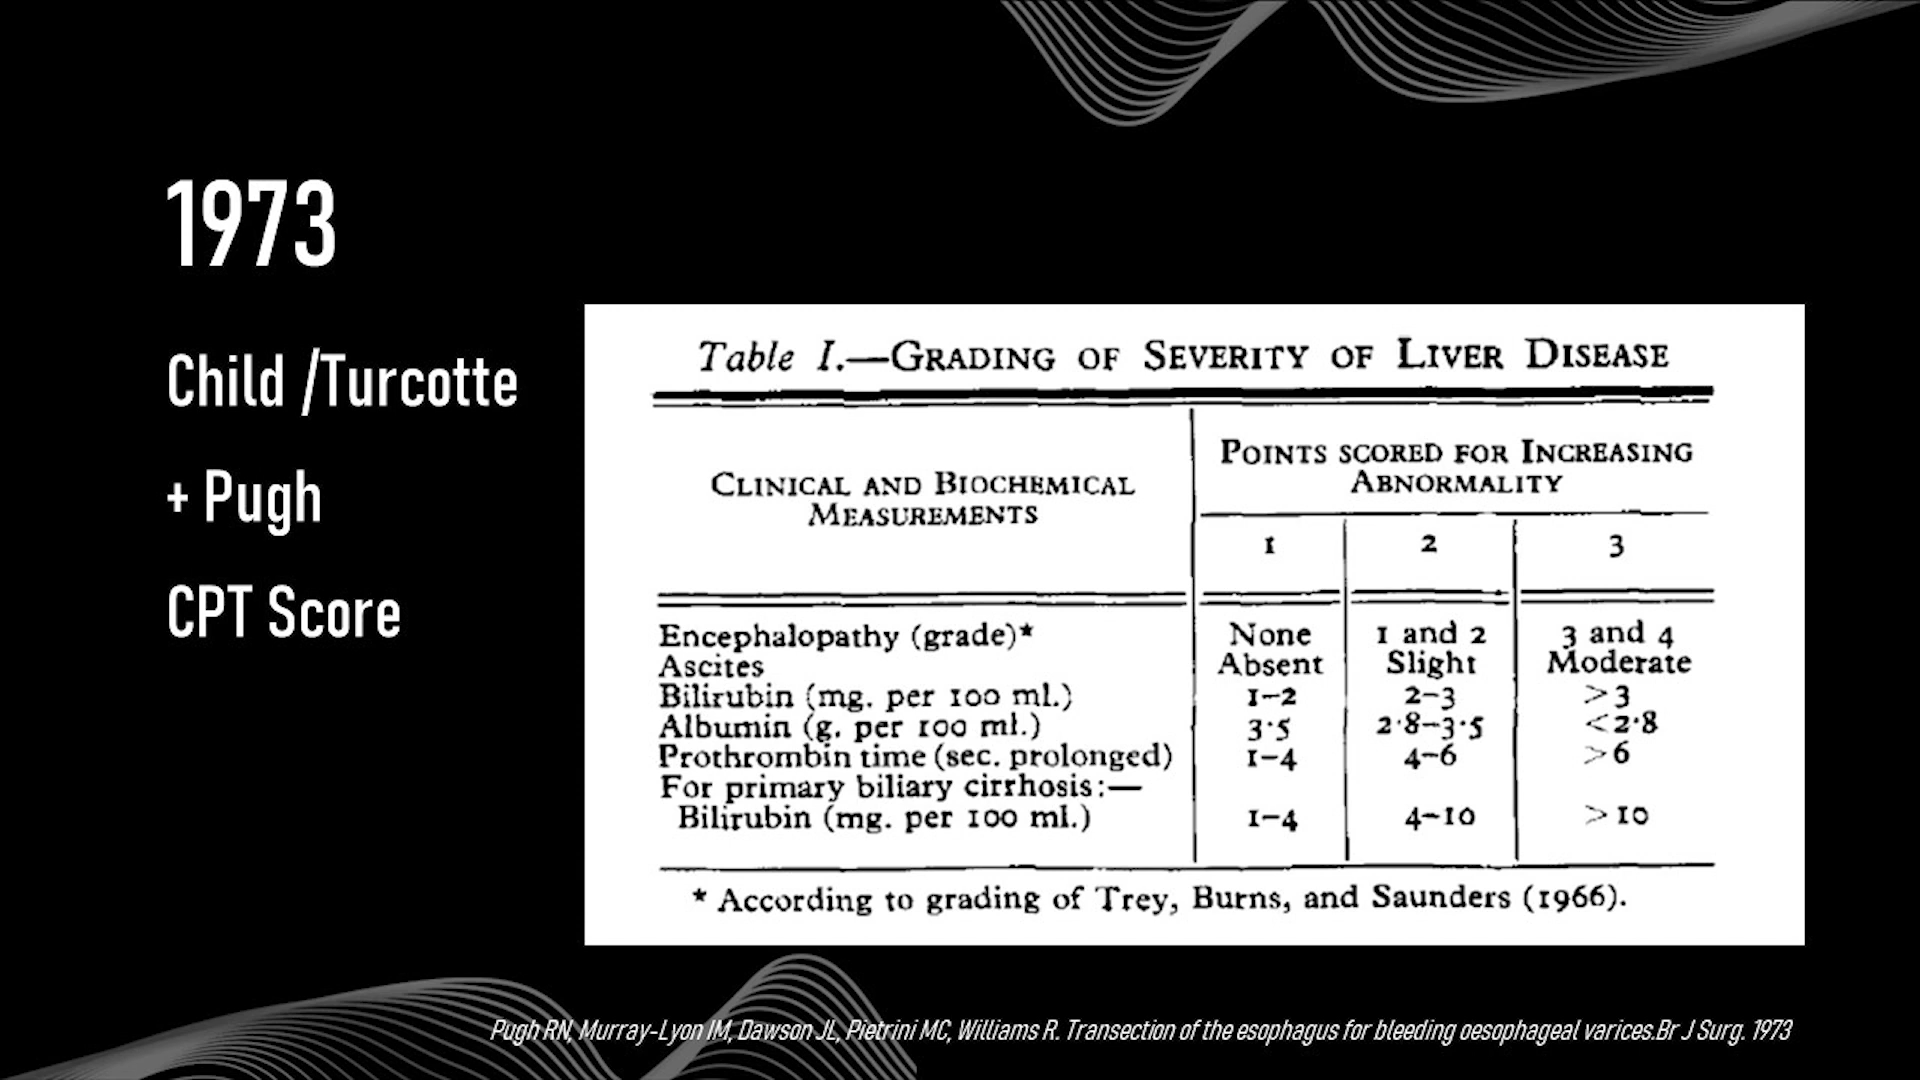 1973
Child /Turcotte
+ Pugh
CPT Score
Table I.—GRADING OF SEVERITY OF LIVER DISEASE
CLINICAL AND BIOCHEMICAL MEASUREMENTS
POINTS SCORED FOR INCREASING ABNORMALITY
1 2 3
Encephalopathy (grade)* None 1 and 2 3 and 4
Ascites Absent Slight Moderate
Bilirubin (mg. per 100 ml.) 1–2 2–3 >3
Albumin (g. per 100 ml.) 3·5 2·8–3·5 <2·8
Prothrombin time (sec. prolonged) 1–4 4–6 >6
For primary biliary cirrhosis:—
Bilirubin (mg. per 100 ml.) 1–4 4–10 >10
* According to grading of Trey, Burns, and Saunders (1966).
Pugh RN, Murray-Lyon IM, Dawson JL, Pietrini MC, Williams R. Transection of the esophagus for bleeding oesophageal varices.Br J Surg. 1973